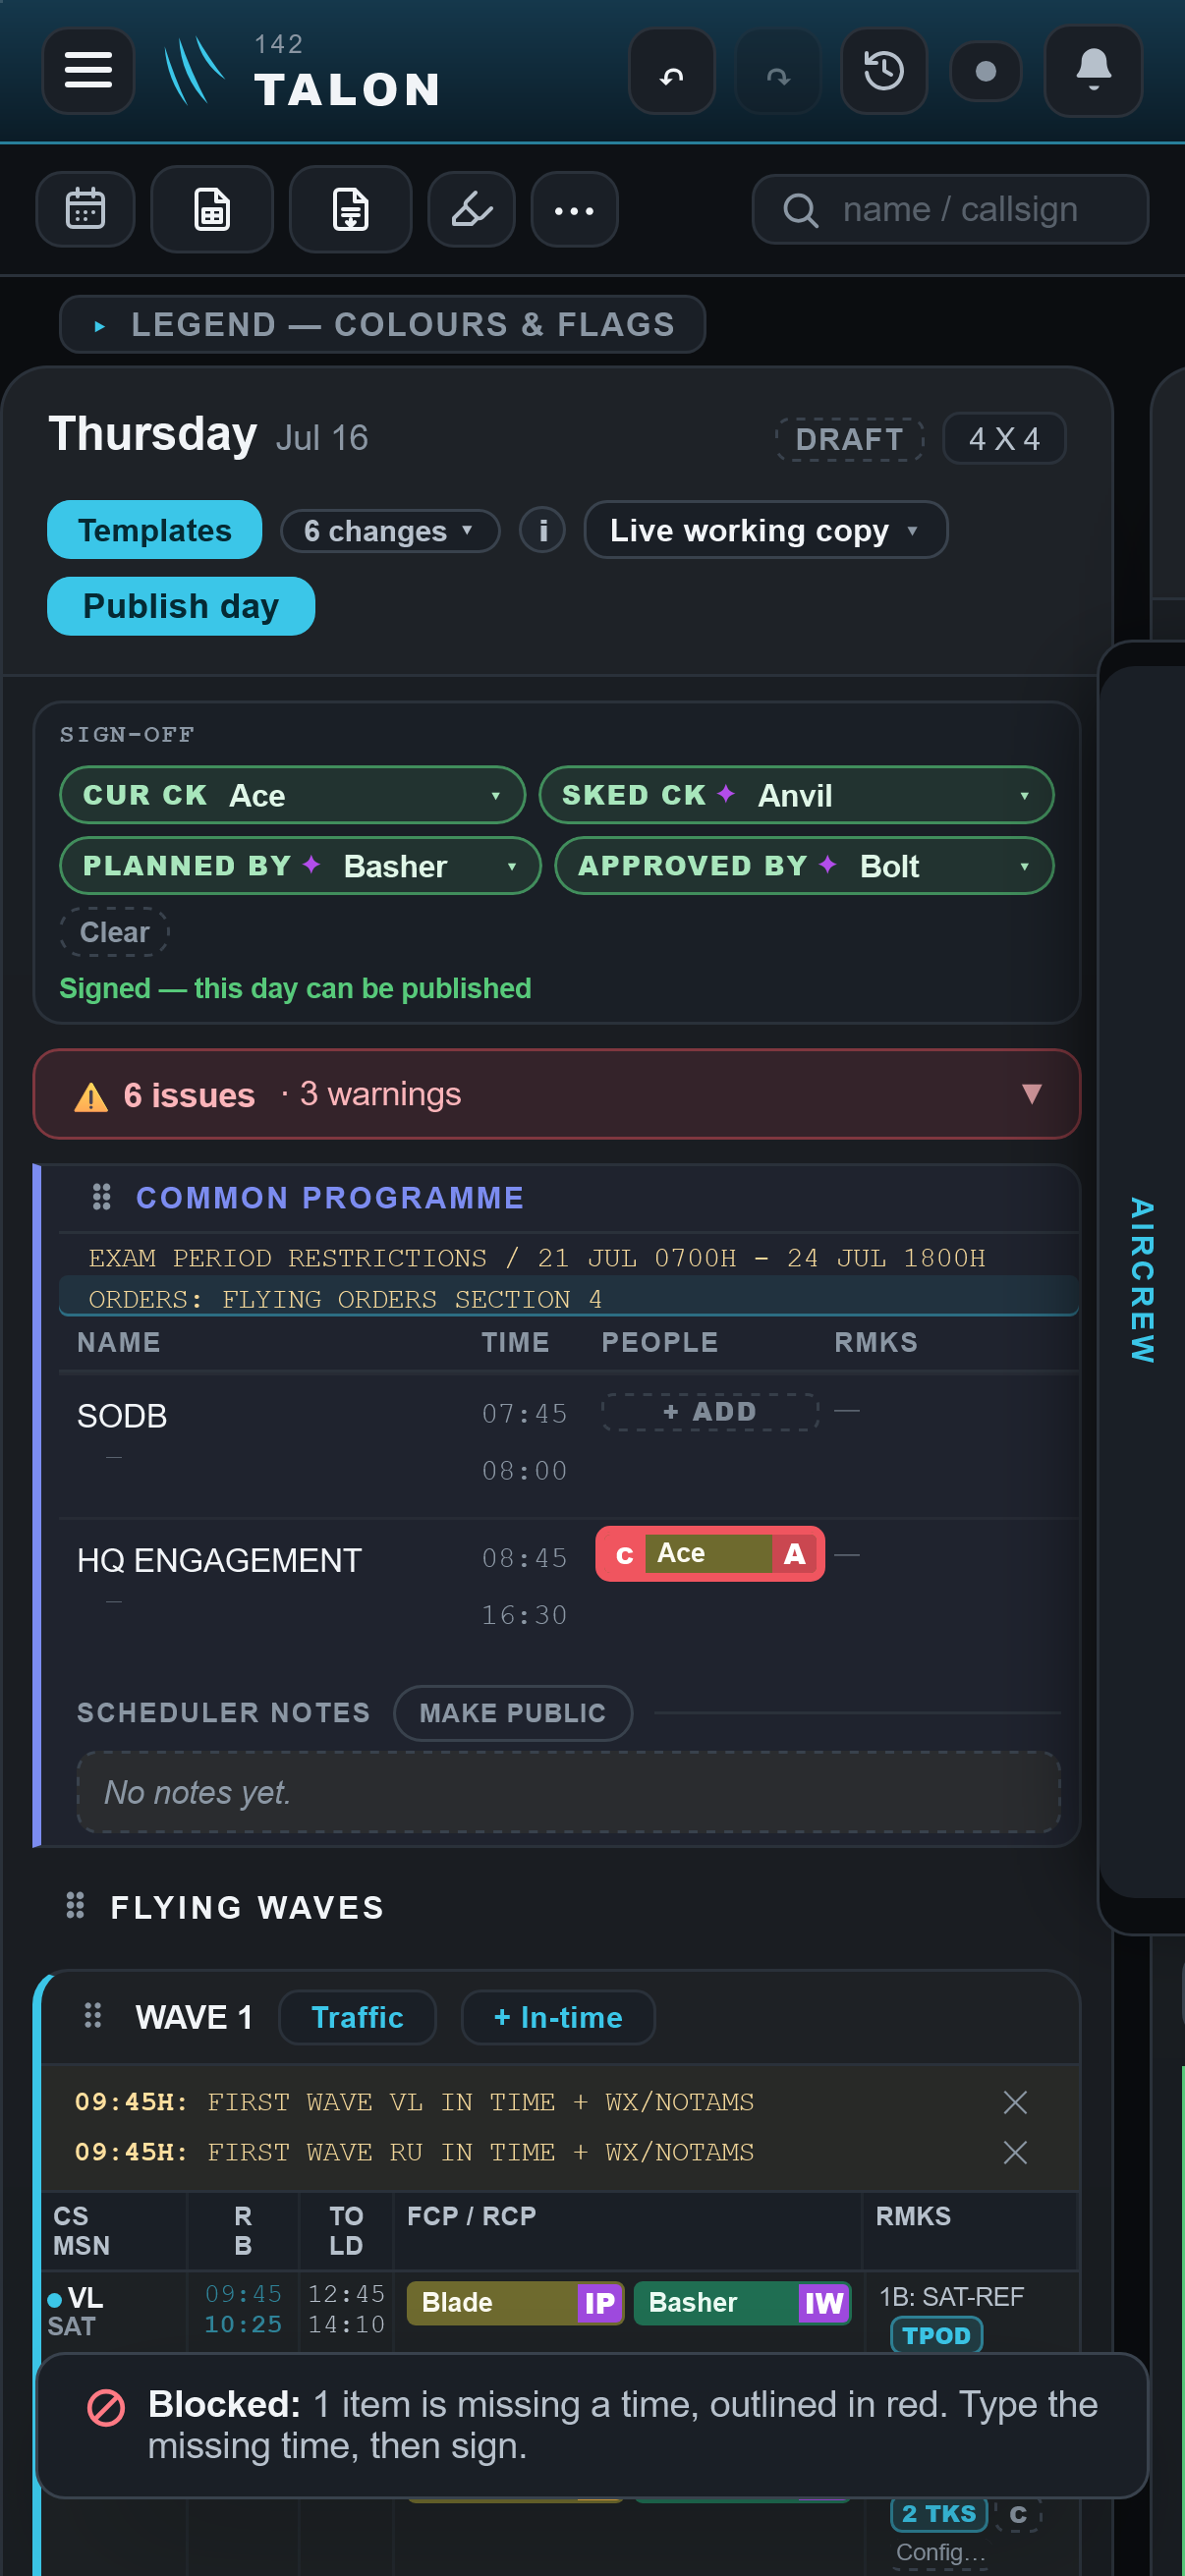 142
TALON
name / callsign
▸ LEGEND — COLOURS & FLAGS
Thursday Jul 16 DRAFT 4 X 4
Templates 6 changes ▾ i Live working copy ▾
Publish day
SIGN-OFF
CUR CK Ace ▾ SKED CK ✦ Anvil ▾
PLANNED BY ✦ Basher ▾ APPROVED BY ✦ Bolt ▾
Clear
Signed — this day can be published
⚠ 6 issues · 3 warnings ▼
COMMON PROGRAMME
EXAM PERIOD RESTRICTIONS / 21 JUL 0700H - 24 JUL 1800H
ORDERS: FLYING ORDERS SECTION 4
NAME TIME PEOPLE RMKS
SODB 07:45 + ADD —
— 08:00
HQ ENGAGEMENT 08:45 C Ace A —
— 16:30
AIRCREW
SCHEDULER NOTES MAKE PUBLIC
No notes yet.
FLYING WAVES
WAVE 1 Traffic + In-time
09:45H: FIRST WAVE VL IN TIME + WX/NOTAMS
09:45H: FIRST WAVE RU IN TIME + WX/NOTAMS
CS R TO FCP / RCP RMKS
MSN B LD
VL 09:45 12:45 Blade IP Basher IW 1B: SAT-REF
SAT 10:25 14:10 TPOD
Blocked: 1 item is missing a time, outlined in red. Type the
missing time, then sign.
2 TKS C
Config…